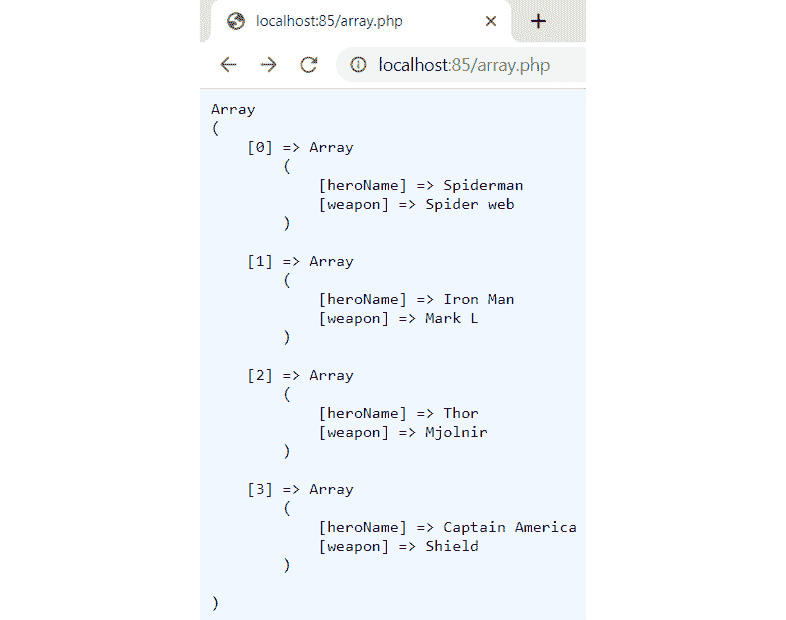 localhost:85/array.php
localhost:85/array.php
Array
(
    [0] => Array
        (
            [heroName] => Spiderman
            [weapon] => Spider web
        )
    [1] => Array
        (
            [heroName] => Iron Man
            [weapon] => Mark L
        )
    [2] => Array
        (
            [heroName] => Thor
            [weapon] => Mjolnir
        )
    [3] => Array
        (
            [heroName] => Captain America
            [weapon] => Shield
        )
)